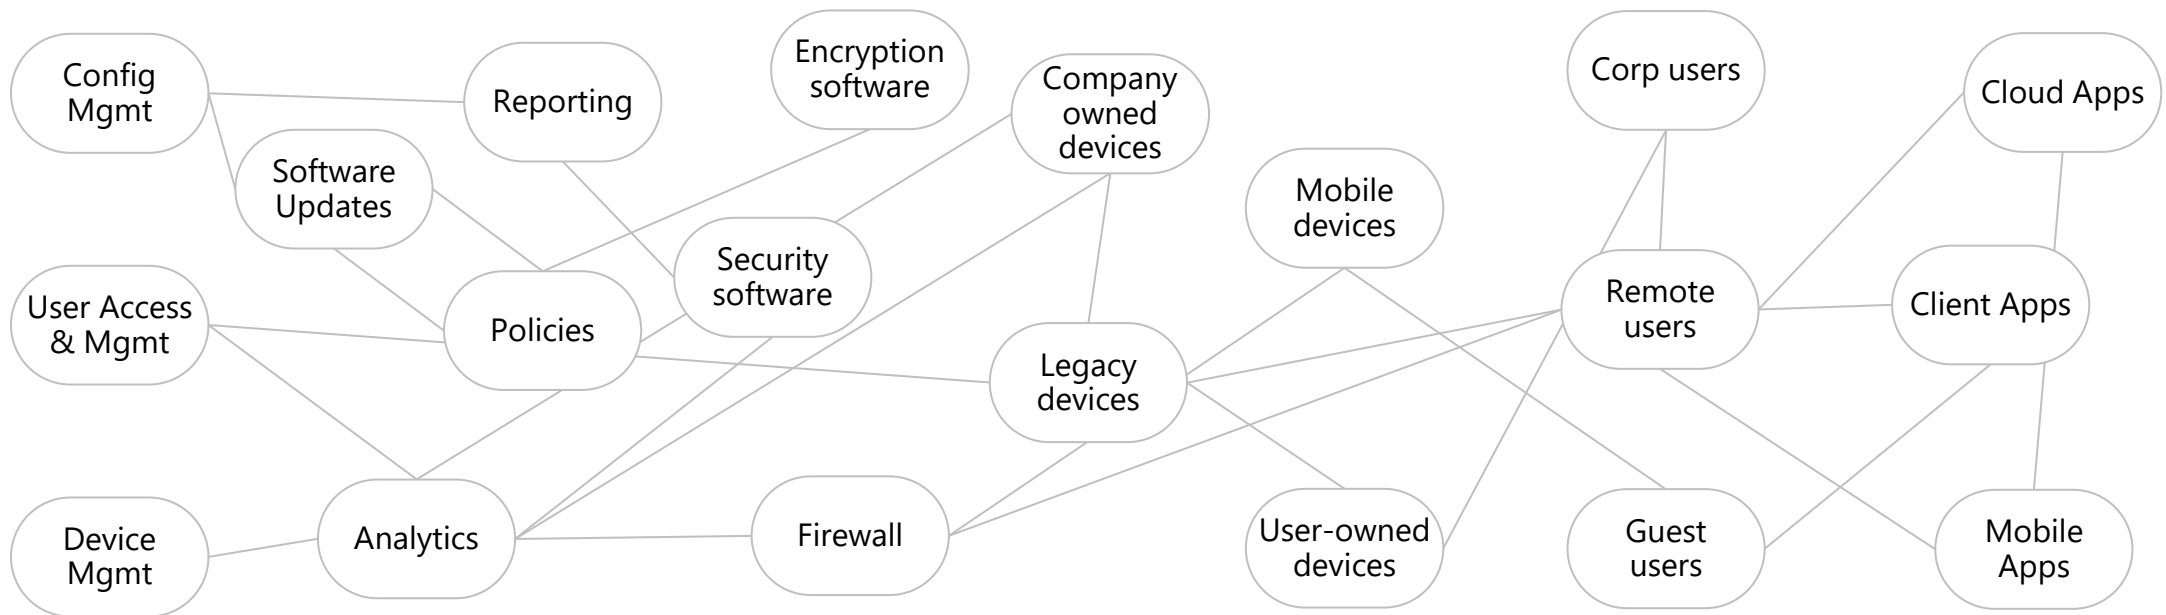 Config
Mgmt
Reporting
Encryption
software
Company
owned
devices
Corp users
Cloud Apps
Software
Updates
Mobile
devices
User Access
& Mgmt
Policies
Security
software
Legacy
devices
Remote
users
Client Apps
Device
Mgmt
Analytics
Firewall
User-owned
devices
Guest
users
Mobile
Apps